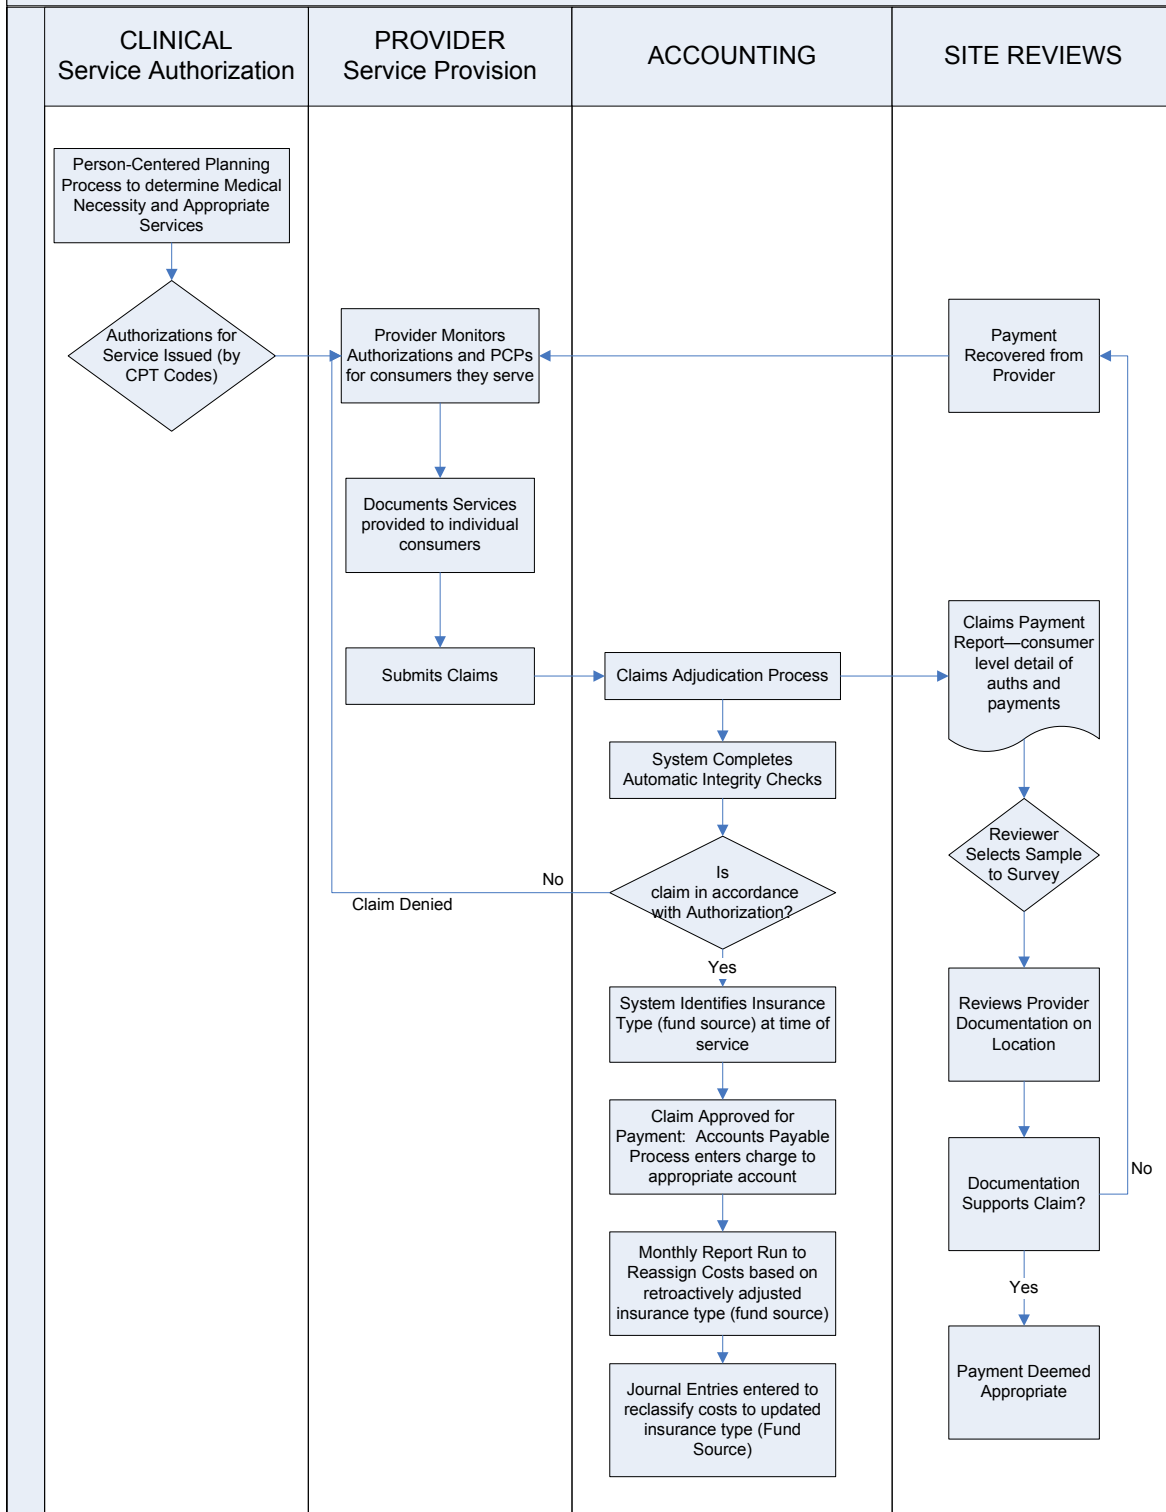 CLINICAL
Service Authorization
PROVIDER
Service Provision
ACCOUNTING
SITE REVIEWS
Person-Centered Planning
Process to determine Medical
Necessity and Appropriate
Services
Authorizations for
Service Issued (by
CPT Codes)
Provider Monitors
Authorizations and PCPs
for consumers they serve
Payment
Recovered from
Provider
Documents Services
provided to individual
consumers
Submits Claims
Claims Adjudication Process
Claims Payment
Report—consumer
level detail of
auths and
payments
System Completes
Automatic Integrity Checks
Reviewer
Selects Sample
to Survey
Is
claim in accordance
with Authorization?
No
Claim Denied
Yes
System Identifies Insurance
Type (fund source) at time of
service
Reviews Provider
Documentation on
Location
Claim Approved for
Payment:  Accounts Payable
Process enters charge to
appropriate account
Documentation
Supports Claim?
No
Monthly Report Run to
Reassign Costs based on
retroactively adjusted
insurance type (fund source)
Yes
Journal Entries entered to
reclassify costs to updated
insurance type (Fund
Source)
Payment Deemed
Appropriate